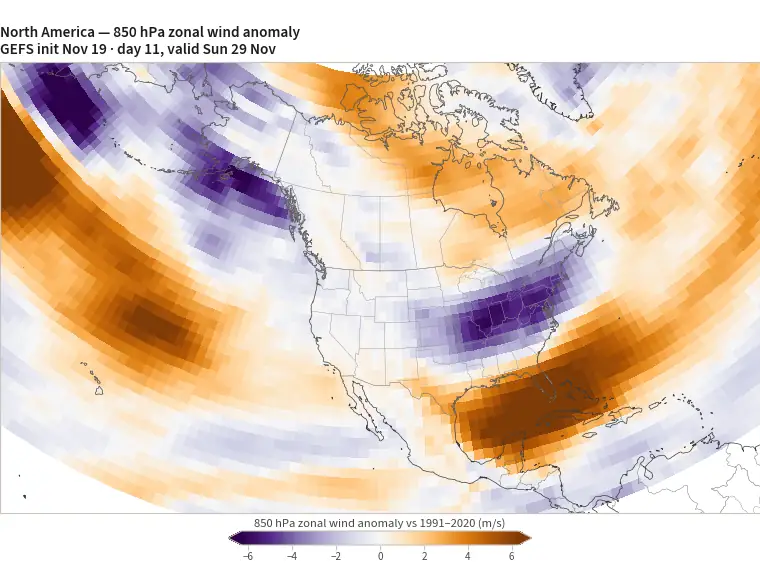 North America — 850 hPa zonal wind anomaly
GEFS init Nov 19 · day 11, valid Sun 29 Nov
850 hPa zonal wind anomaly vs 1991–2020 (m/s)
−6 −4 −2 0 2 4 6